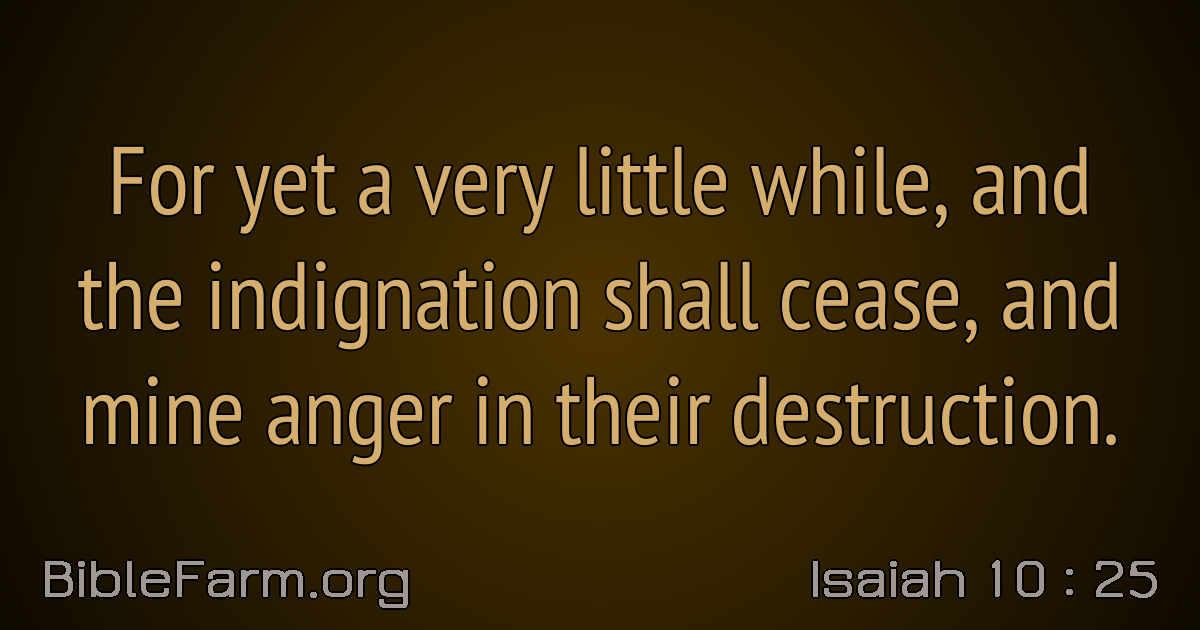 For yet a very little while, and
the indignation shall cease, and
mine anger in their destruction.
BibleFarm.org
Isaiah 10 : 25